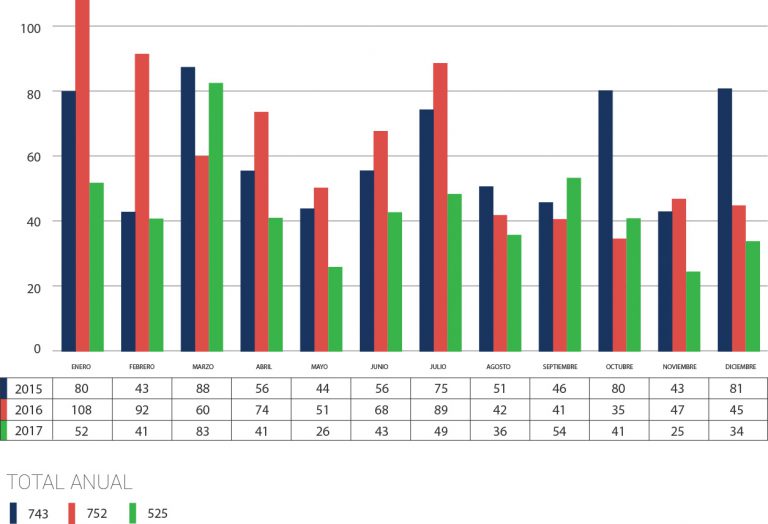 100
80
60
40
20
0
ENERO FEBRERO MARZO ABRIL MAYO JUNIO JULIO AGOSTO SEPTIEMBRE OCTUBRE NOVIEMBRE DICIEMBRE
2015 80 43 88 56 44 56 75 51 46 80 43 81
2016 108 92 60 74 51 68 89 42 41 35 47 45
2017 52 41 83 41 26 43 49 36 54 41 25 34
TOTAL ANUAL
743 752 525